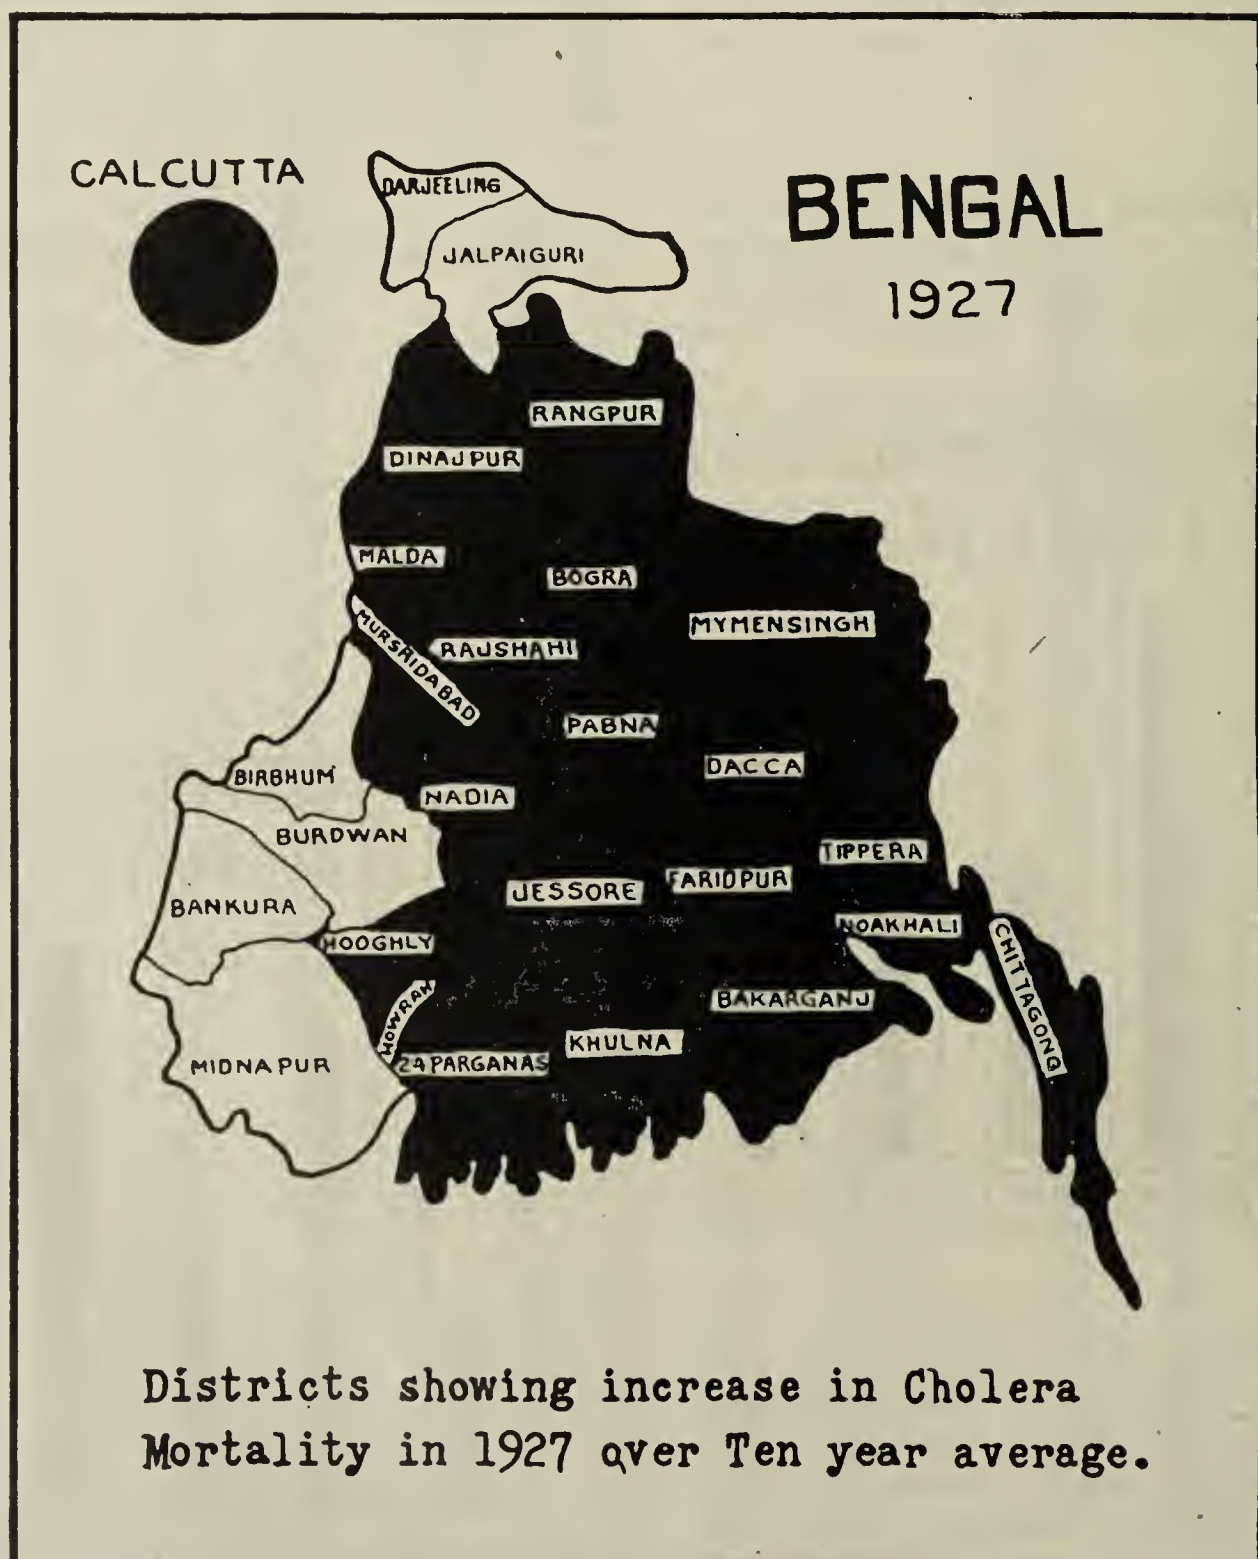 CALCUTTA
BENGAL
1927
DARJEELING
JALPAIGURI
RANGPUR
DINAJPUR
MALDA
BOGRA
MURSHIDABAD
RAJSHAHI
MYMENSINGH
PABNA
DACCA
BIRBHUM
NADIA
BURDWAN
TIPPERA
JESSORE
FARIDPUR
BANKURA
HOOGHLY
NOAKHALI
CHITTAGONG
HOWRAH
BAKARGANJ
KHULNA
24 PARGANAS
MIDNAPUR
Districts showing increase in Cholera
Mortality in 1927 over Ten year average.